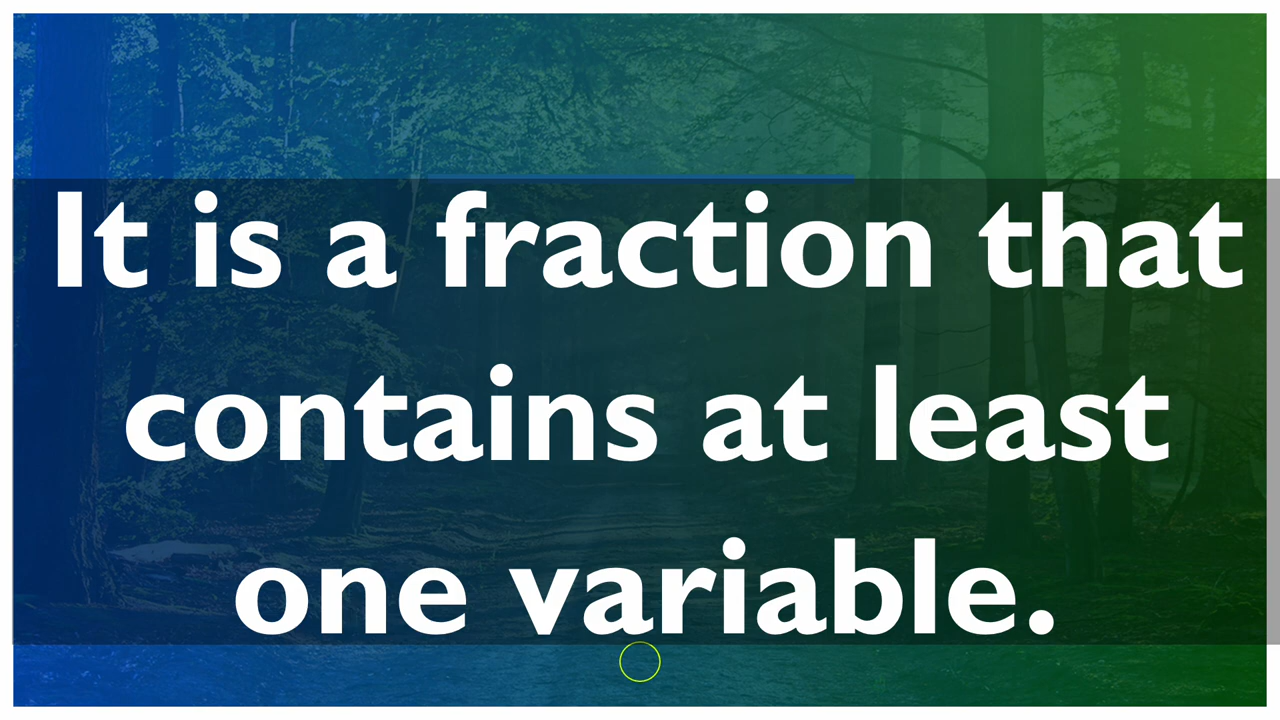 It is a fraction that
contains at least
one variable.